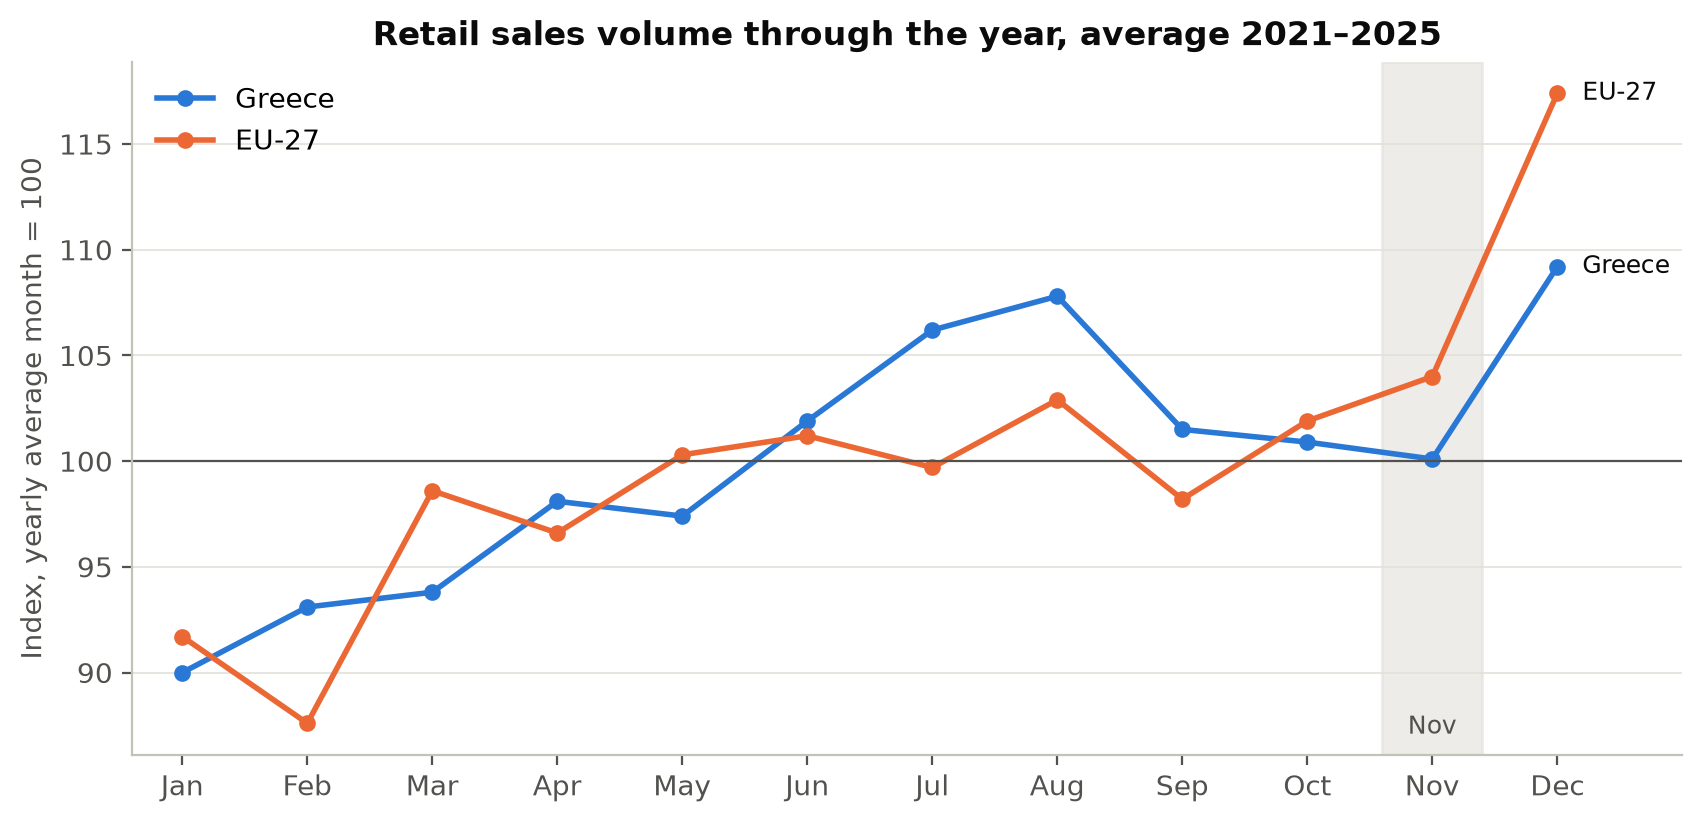 Retail sales volume through the year, average 2021–2025
Greece
EU-27
EU-27
Greece
Index, yearly average month = 100
115
110
105
100
95
90
Nov
Jan Feb Mar Apr May Jun Jul Aug Sep Oct Nov Dec